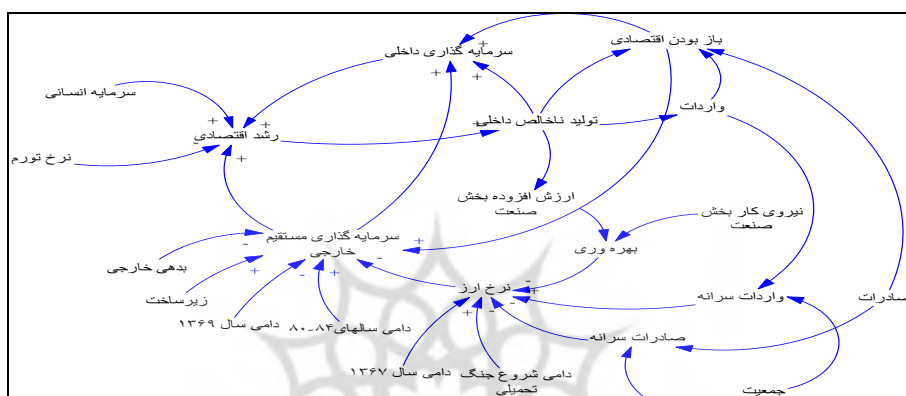 باز بودن اقتصادی
سرمایه گذاری داخلی
+
+
+
سرمایه انسانی
واردات
تولید ناخالص داخلی
+
+
+
رشد اقتصادی
-
+
نرخ تورم
ارزش افزوده بخش
صنعت
نیروی کار بخش
صنعت
سرمایه گذاری مستقیم
خارجی
+
-
-
بهره وری
بدهی خارجی
+
-
+
زیرساخت
نرخ ارز
-
+
-
-
-
+
واردات سرانه
صادرات
دامی سال ۱۳۶۹
دامی سالهای ۸۴-۸۰
صادرات سرانه
دامی سال ۱۳۶۷
دامی شروع جنگ
تحمیلی
جمعیت